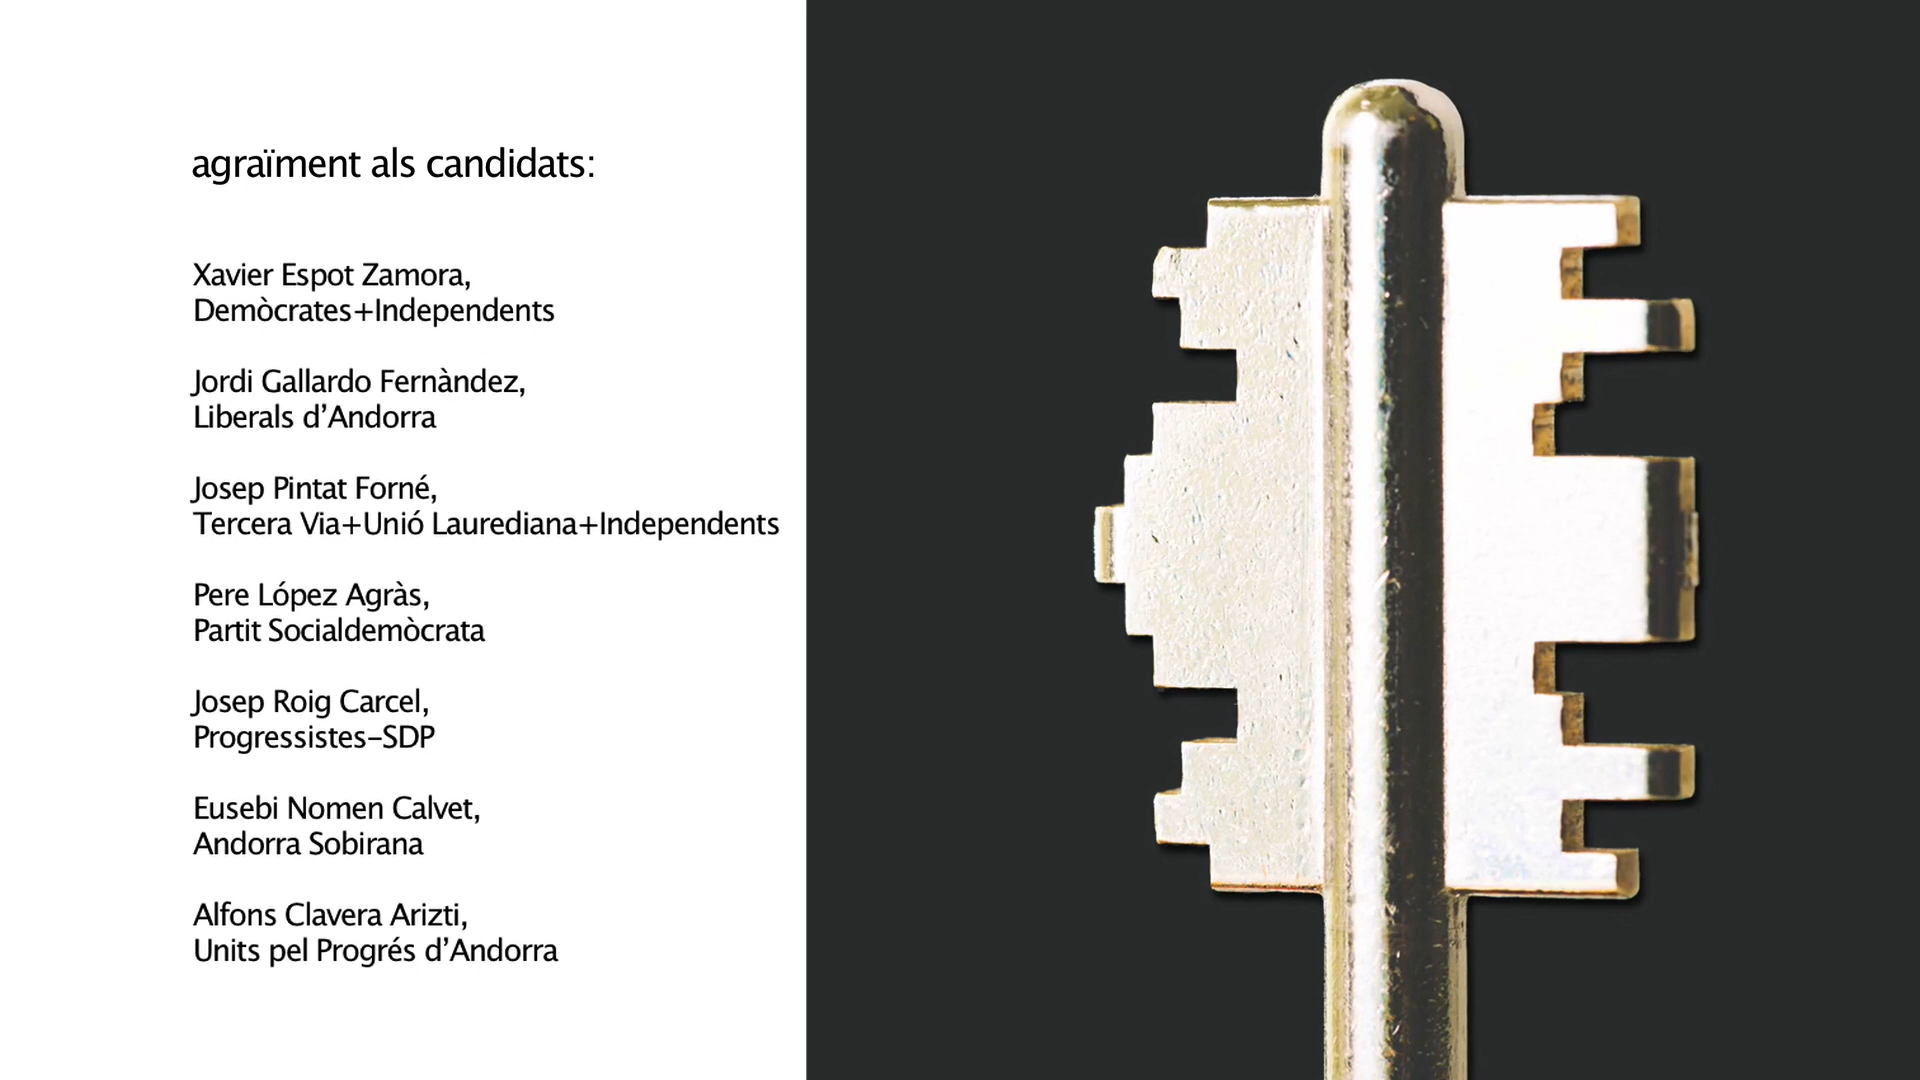 agraïment als candidats:
Xavier Espot Zamora,
Demòcrates+Independents
Jordi Gallardo Fernàndez,
Liberals d’Andorra
Josep Pintat Forné,
Tercera Via+Unió Laurediana+Independents
Pere López Agràs,
Partit Socialdemòcrata
Josep Roig Carcel,
Progressistes–SDP
Eusebi Nomen Calvet,
Andorra Sobirana
Alfons Clavera Arizti,
Units pel Progrés d’Andorra